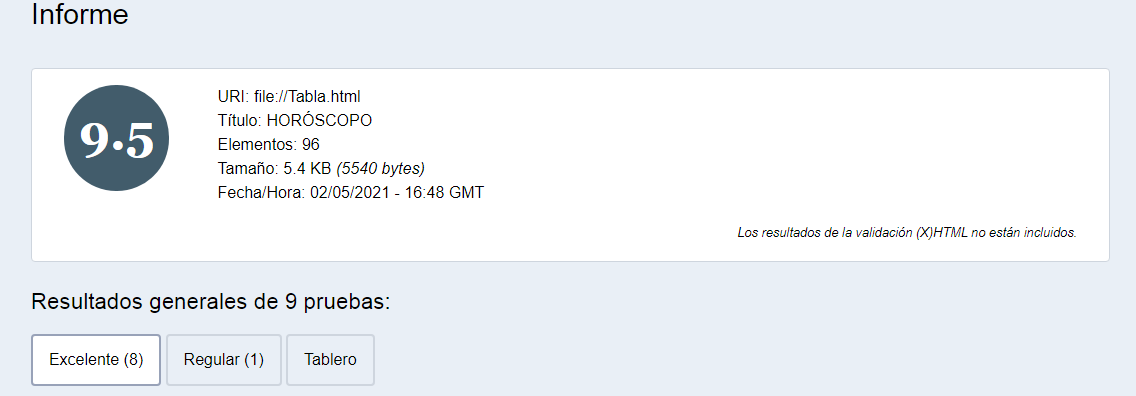 Informe
9.5
URI: file://Tabla.html
Título: HORÓSCOPO
Elementos: 96
Tamaño: 5.4 KB (5540 bytes)
Fecha/Hora: 02/05/2021 - 16:48 GMT
Los resultados de la validación (X)HTML no están incluidos.
Resultados generales de 9 pruebas:
Excelente (8) Regular (1) Tablero